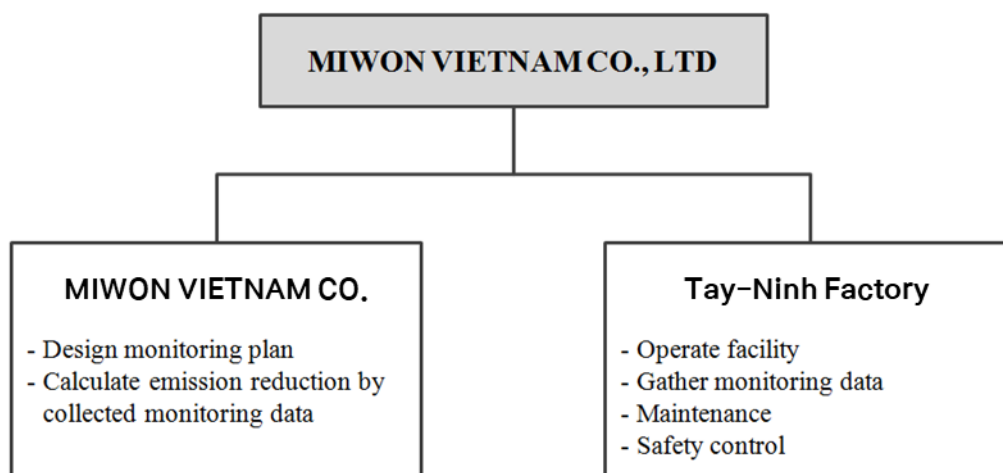 MIWON VIETNAM CO., LTD
MIWON VIETNAM CO.
- Design monitoring plan
- Calculate emission reduction by
collected monitoring data
Tay-Ninh Factory
- Operate facility
- Gather monitoring data
- Maintenance
- Safety control